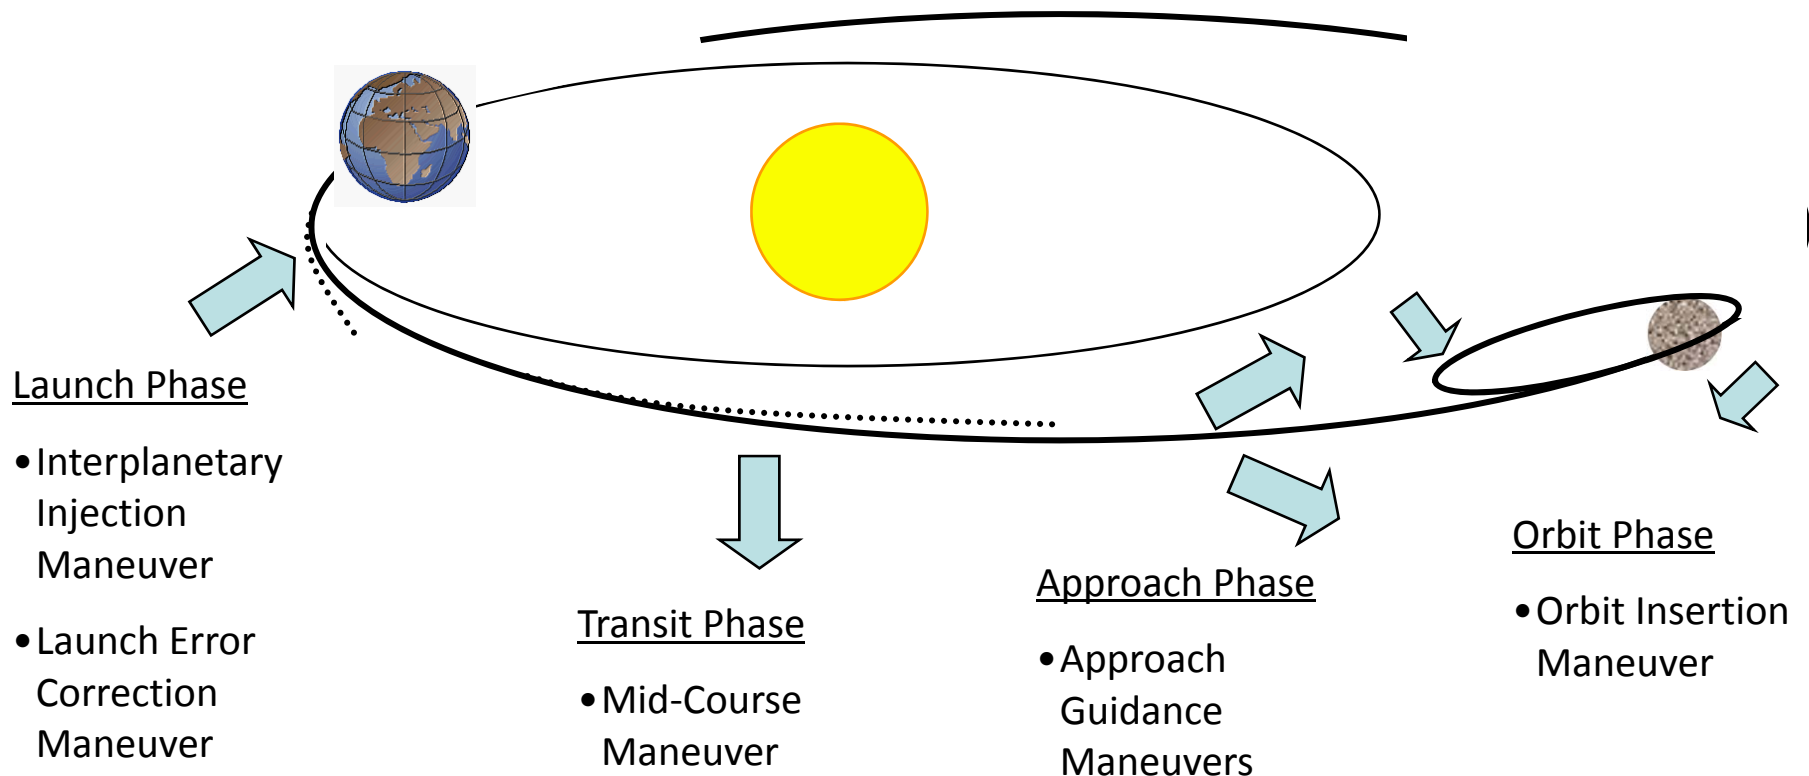 Launch Phase
•Interplanetary
Injection
Maneuver
•Launch Error
Correction
Maneuver
Transit Phase
•Mid-Course
Maneuver
Approach Phase
•Approach
Guidance
Maneuvers
Orbit Phase
•Orbit Insertion
Maneuver